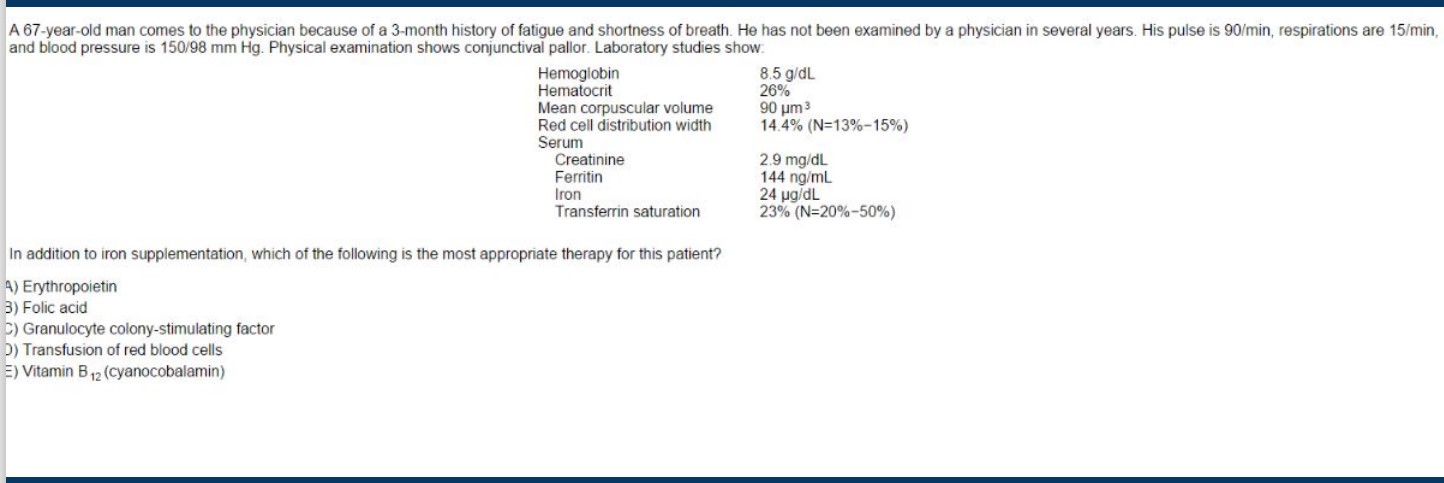 A 67-year-old man comes to the physician because of a 3-month history of fatigue and shortness of breath. He has not been examined by a physician in several years. His pulse is 90/min, respirations are 15/min,
and blood pressure is 150/98 mm Hg. Physical examination shows conjunctival pallor. Laboratory studies show:
Hemoglobin 8.5 g/dL
Hematocrit 26%
Mean corpuscular volume 90 µm³
Red cell distribution width 14.4% (N=13%-15%)
Serum
Creatinine 2.9 mg/dL
Ferritin 144 ng/mL
Iron 24 µg/dL
Transferrin saturation 23% (N=20%-50%)
In addition to iron supplementation, which of the following is the most appropriate therapy for this patient?
A) Erythropoietin
B) Folic acid
C) Granulocyte colony-stimulating factor
D) Transfusion of red blood cells
E) Vitamin B₁₂ (cyanocobalamin)